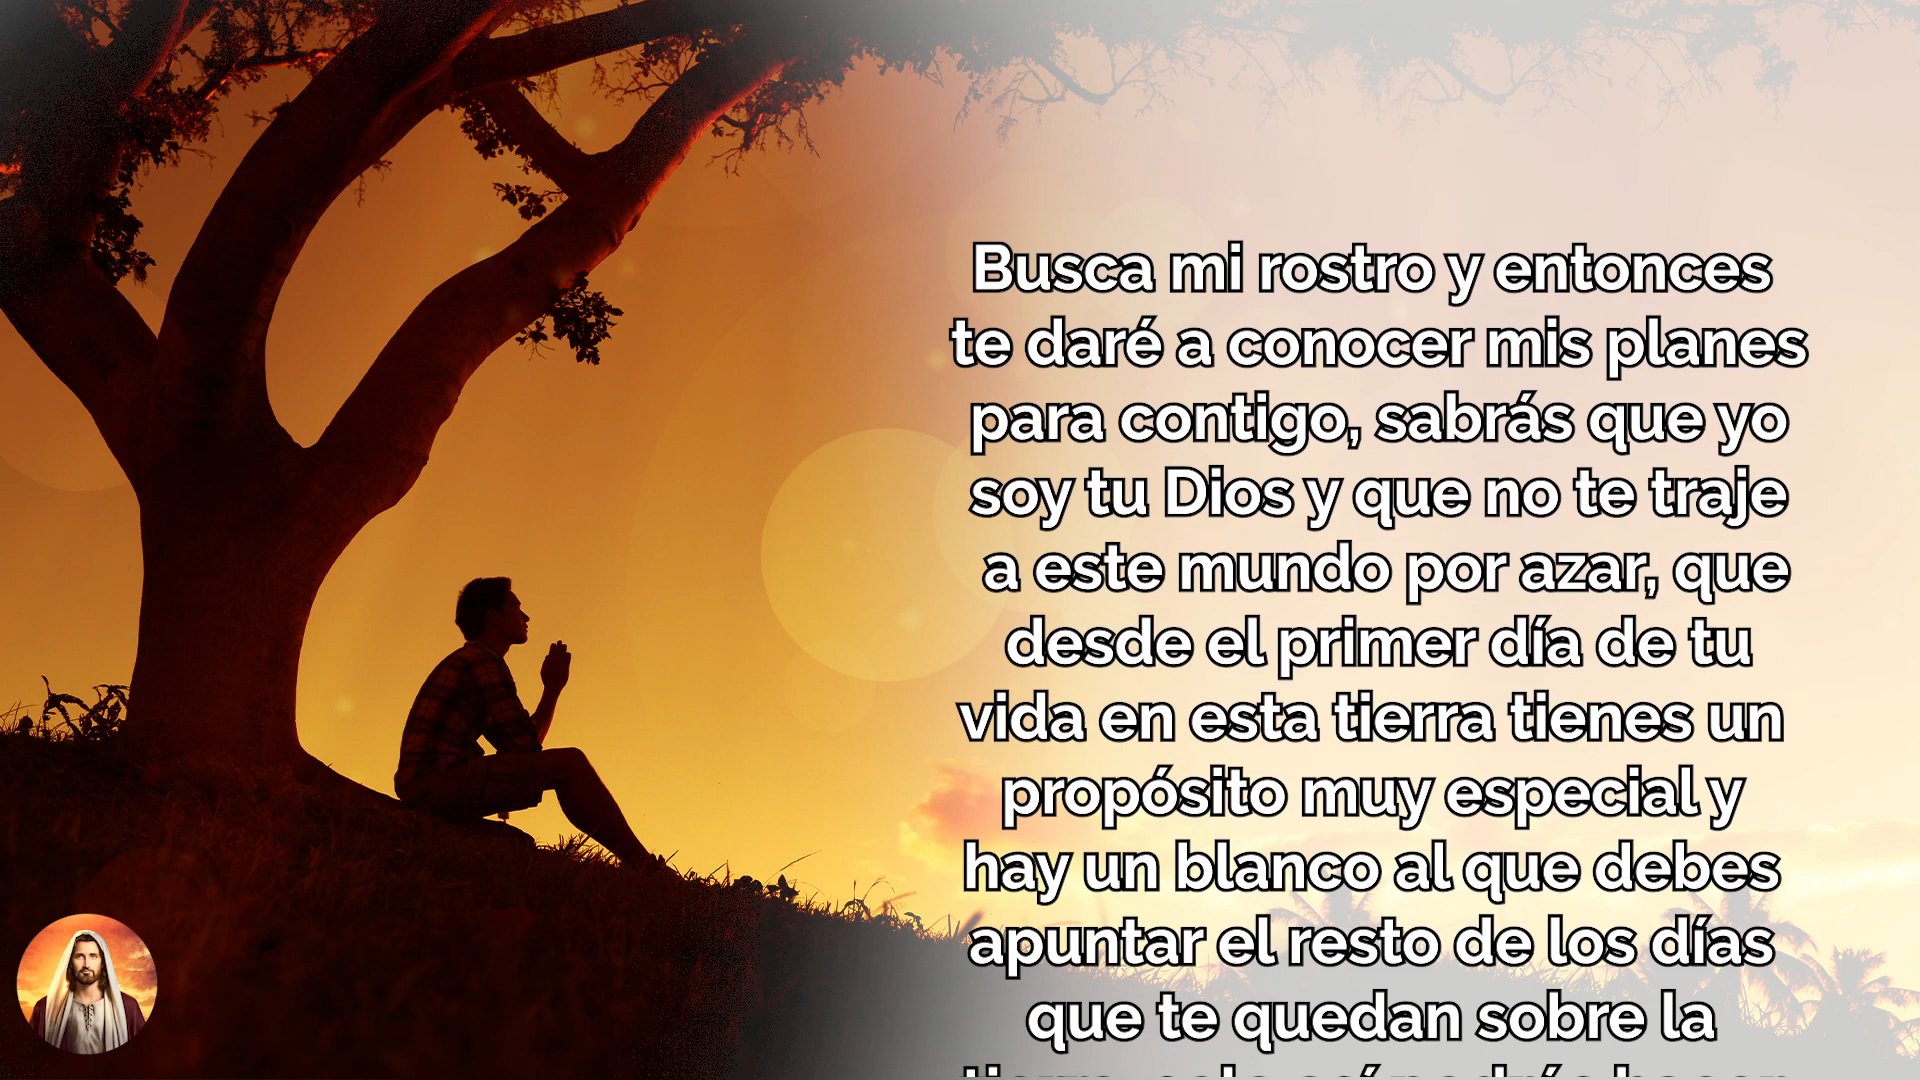 Busca mi rostro y entonces
te daré a conocer mis planes
para contigo, sabrás que yo
soy tu Dios y que no te traje
a este mundo por azar, que
desde el primer día de tu
vida en esta tierra tienes un
propósito muy especial y
hay un blanco al que debes
apuntar el resto de los días
que te quedan sobre la